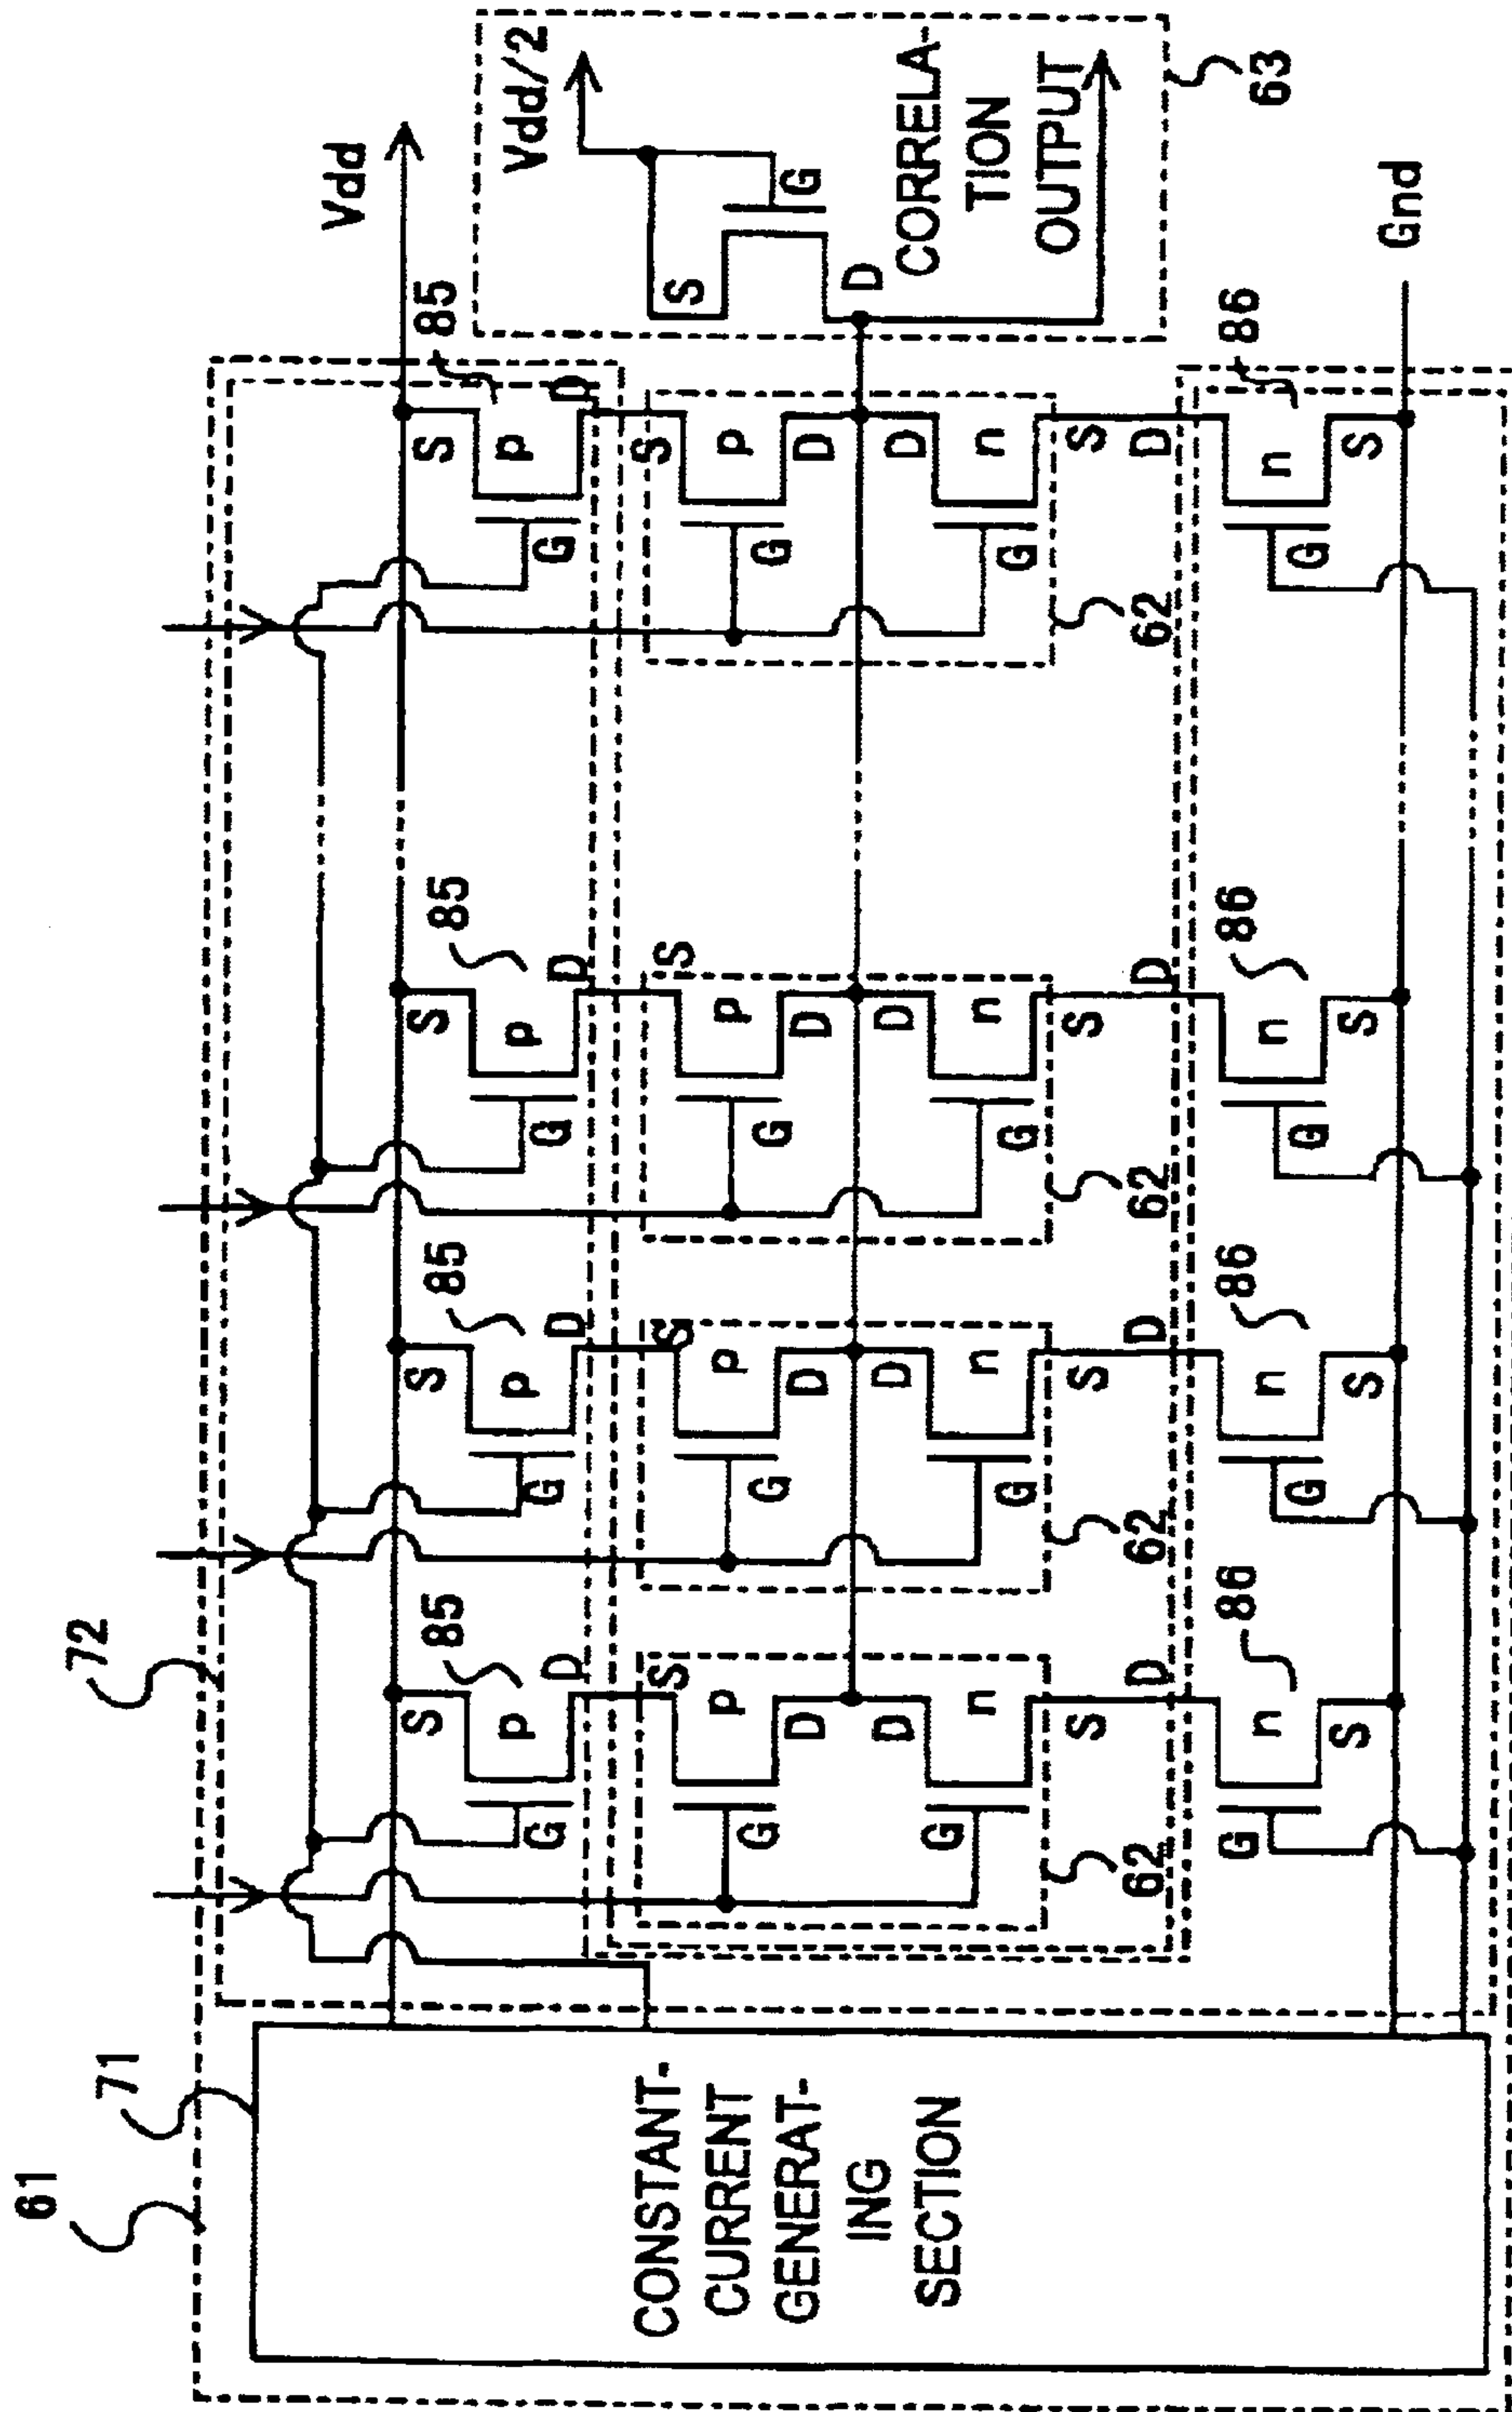 61
72
71
CONSTANT-
CURRENT
GENERAT-
ING
SECTION
Vdd
85 85 85 85
S S S S
p p p p
G G G G
D D D D
Vdd/2
S S S S S
p p p p
G G G G G
D D D D D
D D D D
CORRELA-
TION
OUTPUT
n n n n
G G G G
S S S S
62 62 62 62
D D D D
86 86 86 86
63
n n n n
G G G G
S S S S
Gnd